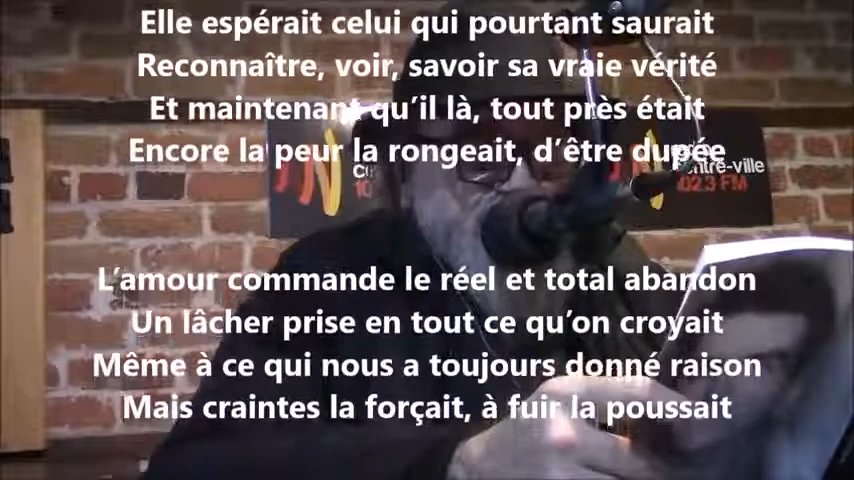 Elle espérait celui qui pourtant saurait
Reconnaître, voir, savoir sa vraie vérité
Et maintenant qu’il là, tout près était
Encore la peur la rongeait, d’être dupée
centre-ville
102.3 FM
L’amour commande le réel et total abandon
Un lâcher prise en tout ce qu’on croyait
Même à ce qui nous a toujours donné raison
Mais craintes la forçait, à fuir la poussait